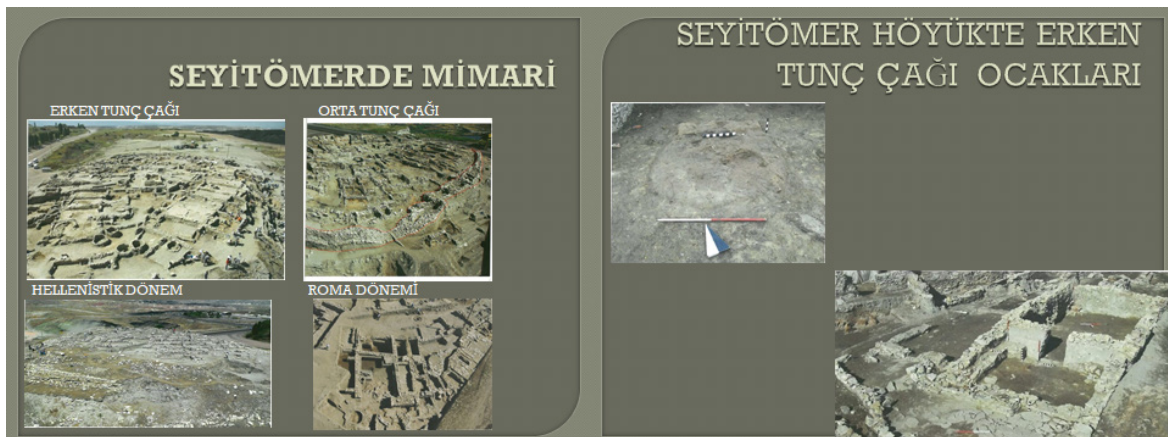 SEYİTÖMERDE MİMARİ
ERKEN TUNÇ ÇAĞI
ORTA TUNÇ ÇAĞI
HELLENİSTİK DÖNEM
ROMA DÖNEMİ
SEYİTÖMER HÖYÜKTE ERKEN
TUNÇ ÇAĞI OCAKLARI